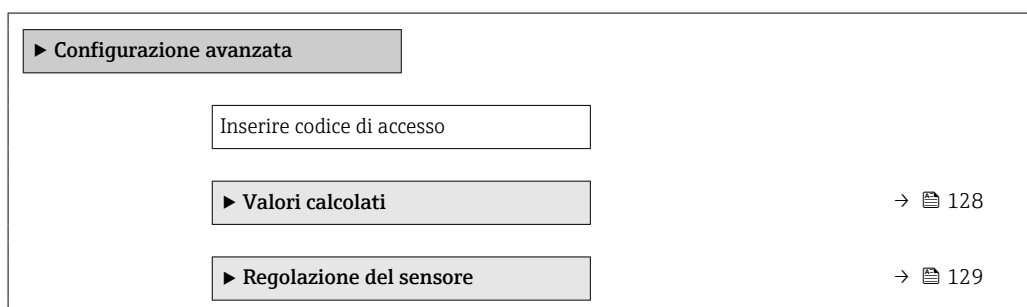 ▶ Configurazione avanzata
Inserire codice di accesso
▶ Valori calcolati → 128
▶ Regolazione del sensore → 129